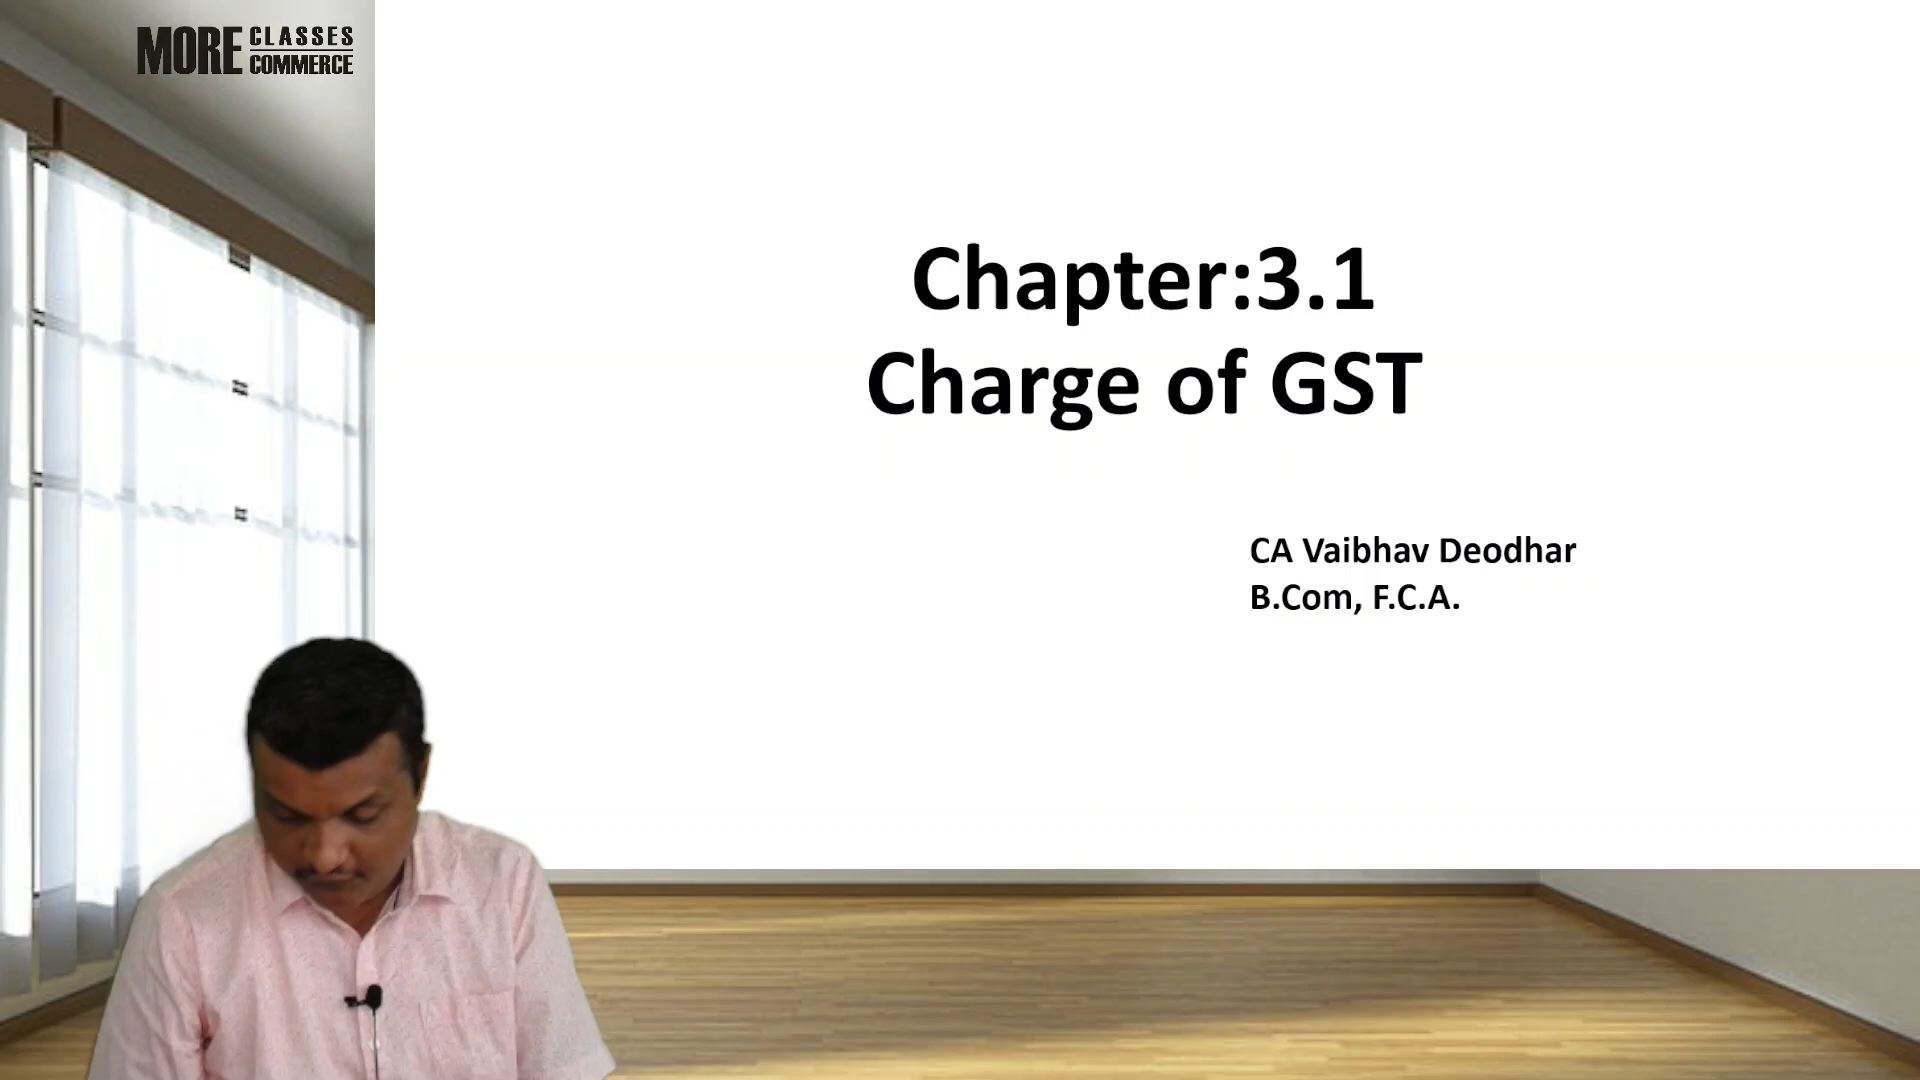 MORE CLASSES COMMERCE
Chapter:3.1
Charge of GST
CA Vaibhav Deodhar
B.Com, F.C.A.